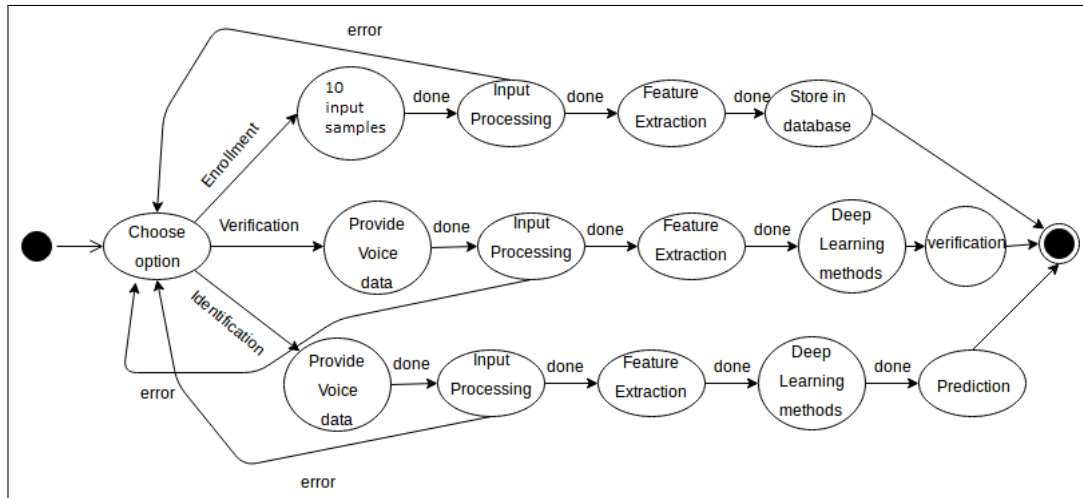 error
10
input
samples
done
Input
Processing
done
Feature
Extraction
done
Store in
database
Enrollment
Choose
option
Verification
Provide
Voice
data
done
Input
Processing
done
Feature
Extraction
done
Deep
Learning
methods
verification
Identification
Provide
Voice
data
done
Input
Processing
done
Feature
Extraction
done
Deep
Learning
methods
done
Prediction
error
error